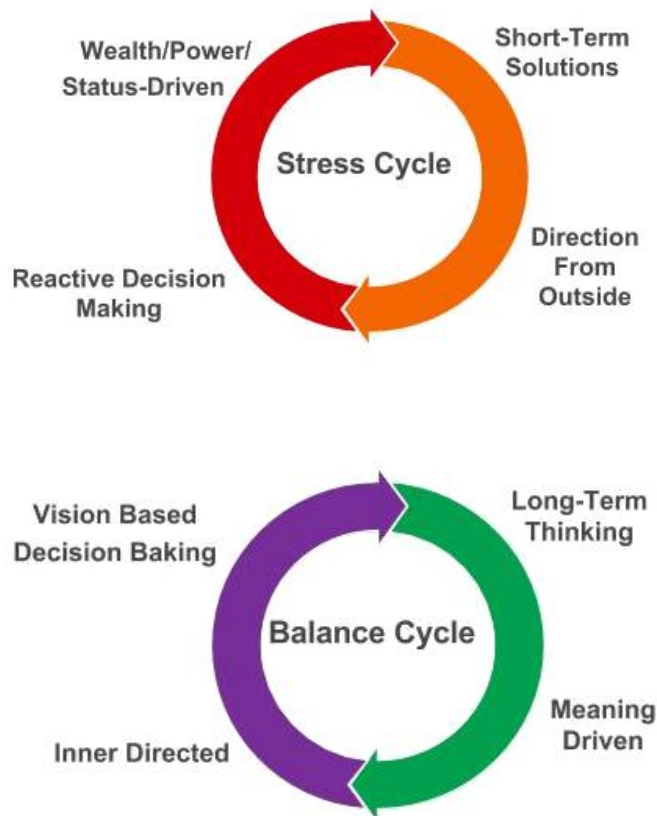 Wealth/Power/
Status-Driven
Short-Term
Solutions
Stress Cycle
Direction
From
Outside
Reactive Decision
Making
Vision Based
Decision Baking
Long-Term
Thinking
Balance Cycle
Meaning
Driven
Inner Directed